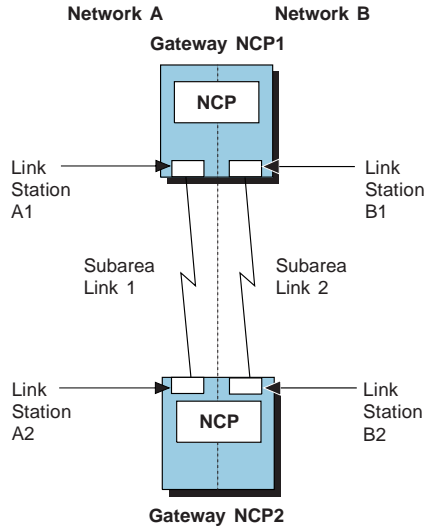 Network A Network B
Gateway NCP1
NCP
Link
Station
A1
Link
Station
B1
Subarea
Link 1
Subarea
Link 2
Link
Station
A2
Link
Station
B2
NCP
Gateway NCP2